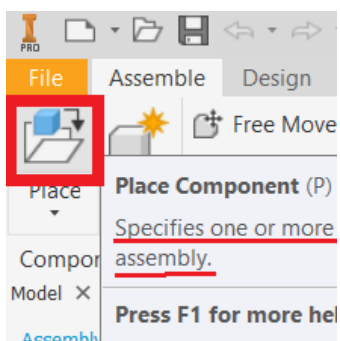 PRO
File Assemble Design
Free Move
Place
Place Component (P)
Specifies one or more
assembly.
Compor
Model ×
Press F1 for more hel
Assembly